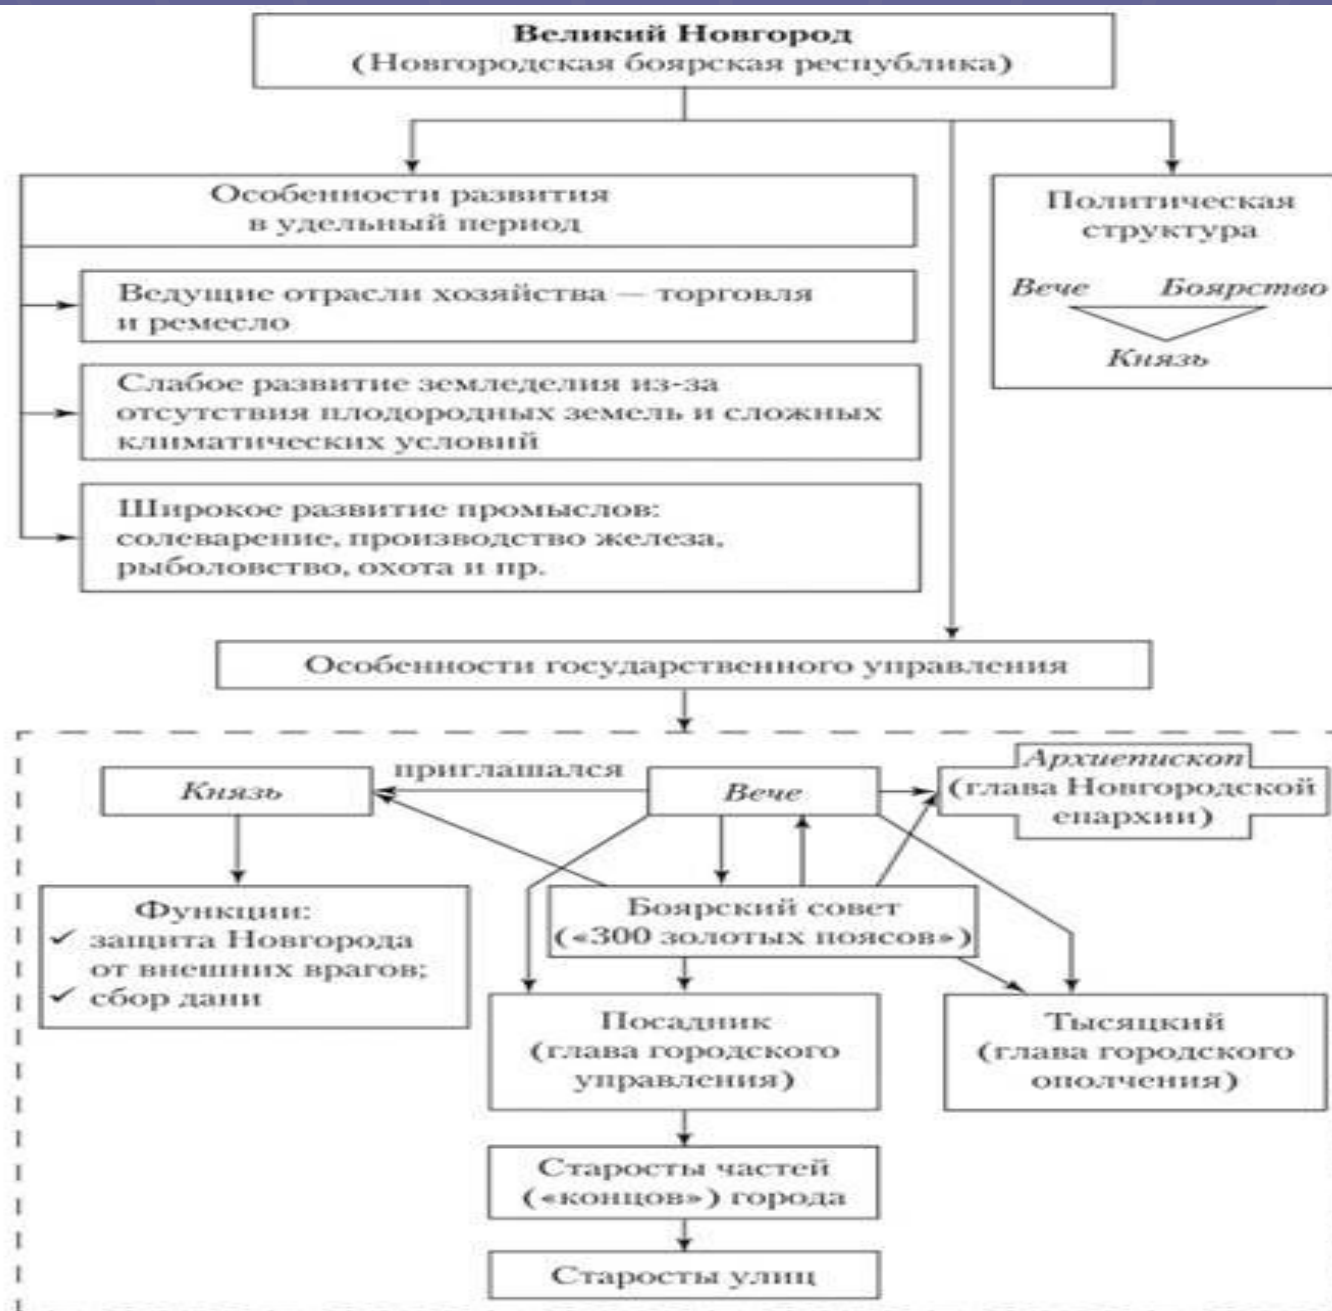 Великий Новгород
(Новгородская боярская республика)
Особенности развития
в удельный период
Ведущие отрасли хозяйства — торговля
и ремесло
Слабое развитие земледелия из-за
отсутствия плодородных земель и сложных
климатических условий
Широкое развитие промыслов:
солеварение, производство железа,
рыболовство, охота и пр.
Политическая
структура
Вече Боярство
Князь
Особенности государственного управления
Князь
приглашался
Вече
Архиепископ
(глава Новгородской
епархии)
Функции:
✓ защита Новгорода
от внешних врагов;
✓ сбор дани
Боярский совет
(«300 золотых поясов»)
Посадник
(глава городского
управления)
Тысяцкий
(глава городского
ополчения)
Старосты частей
(«концов») города
Старосты улиц